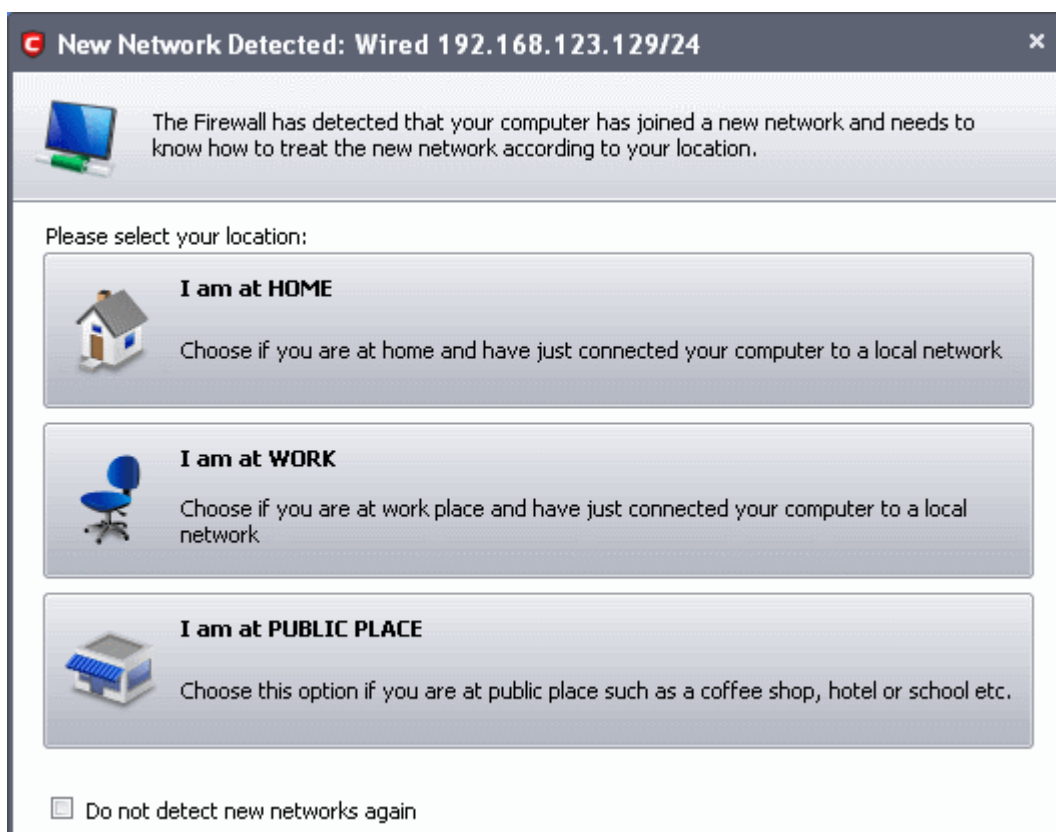 New Network Detected: Wired 192.168.123.129/24
The Firewall has detected that your computer has joined a new network and needs to
know how to treat the new network according to your location.
Please select your location:
I am at HOME
Choose if you are at home and have just connected your computer to a local network
I am at WORK
Choose if you are at work place and have just connected your computer to a local
network
I am at PUBLIC PLACE
Choose this option if you are at public place such as a coffee shop, hotel or school etc.
Do not detect new networks again